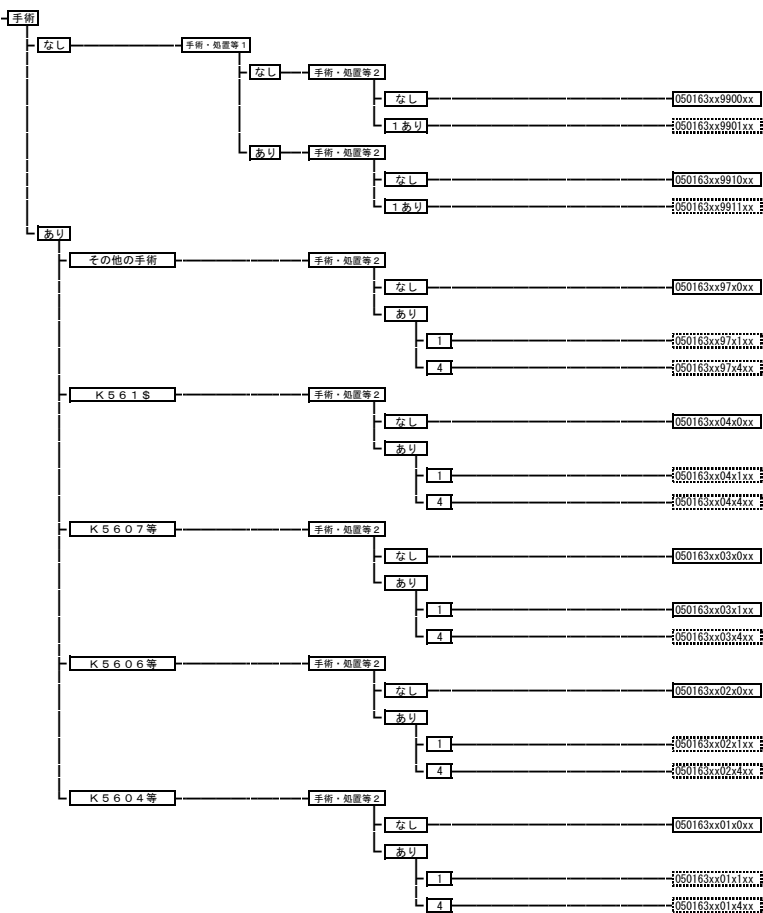 手術
なし 手術・処置等１
なし 手術・処置等２
なし 050163xx9900xx
１あり 050163xx9901xx
あり 手術・処置等２
なし 050163xx9910xx
１あり 050163xx9911xx
あり
その他の手術 手術・処置等２
なし 050163xx97x0xx
あり
1 050163xx97x1xx
4 050163xx97x4xx
Ｋ５６１＄ 手術・処置等２
なし 050163xx04x0xx
あり
1 050163xx04x1xx
4 050163xx04x4xx
Ｋ５６０７等 手術・処置等２
なし 050163xx03x0xx
あり
1 050163xx03x1xx
4 050163xx03x4xx
Ｋ５６０６等 手術・処置等２
なし 050163xx02x0xx
あり
1 050163xx02x1xx
4 050163xx02x4xx
Ｋ５６０４等 手術・処置等２
なし 050163xx01x0xx
あり
1 050163xx01x1xx
4 050163xx01x4xx